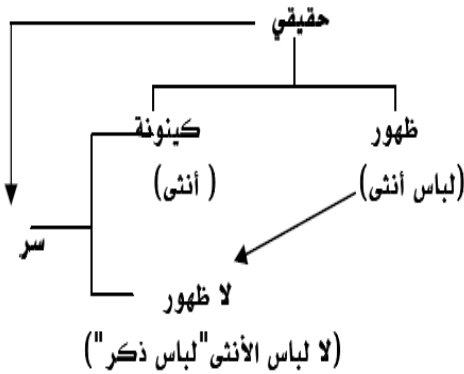 حقيقي
ظهور
كينونة
(لباس أنثى)
( أنثى)
سر
لا ظهور
(لا لباس الأنثى"لباس ذكر")